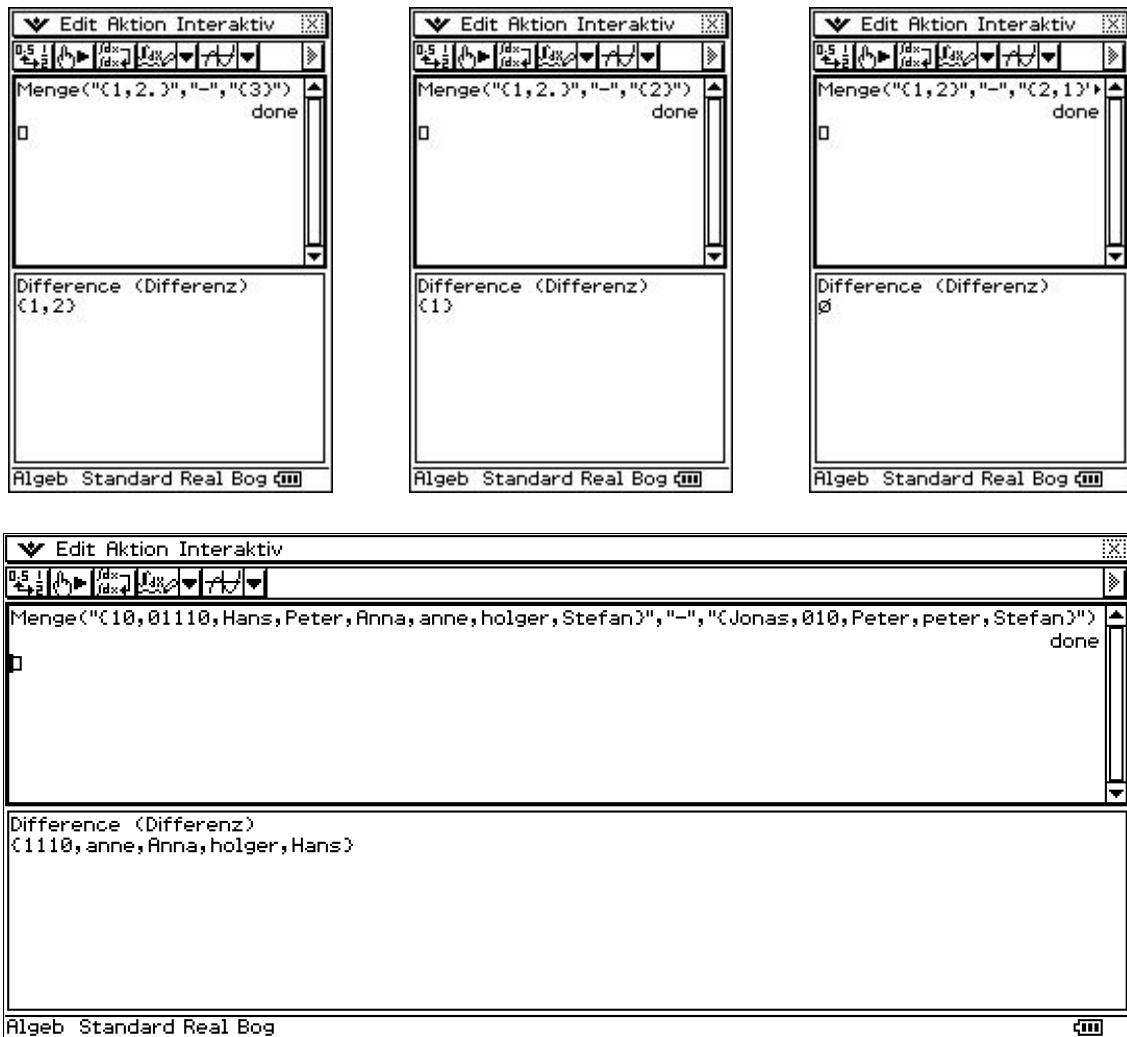 Edit Aktion Interaktiv
Menge("{1,2.}","-","{3}")
done
Difference (Differenz)
{1,2}
Algeb Standard Real Bog
Edit Aktion Interaktiv
Menge("{1,2.}","-","{2}")
done
Difference (Differenz)
{1}
Algeb Standard Real Bog
Edit Aktion Interaktiv
Menge("{1,2}","-","{2,1}"
done
Difference (Differenz)
ø
Algeb Standard Real Bog
Edit Aktion Interaktiv
Menge("{10,01110,Hans,Peter,Anna,anne,holger,Stefan}","-","{Jonas,010,Peter,peter,Stefan}")
done
Difference (Differenz)
{1110,anne,Anna,holger,Hans}
Algeb Standard Real Bog